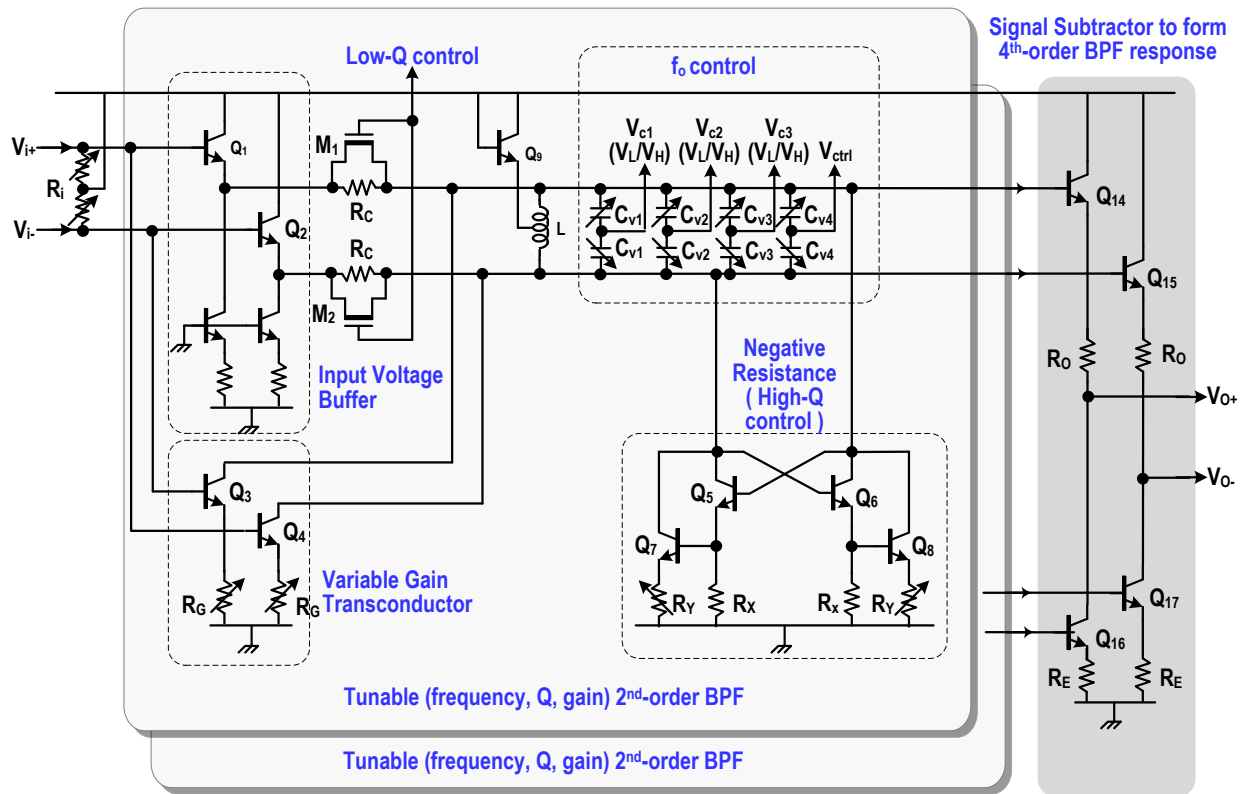 Signal Subtractor to form
4th-order BPF response
Low-Q control
fo control
Vc1
(VL/VH)
Vc2
(VL/VH)
Vc3
(VL/VH)
Vctrl
Vi+
Ri
Vi-
Q1
M1
RC
Q9
L
Cv1
Cv2
Cv3
Cv4
Cv1
Cv2
Cv3
Cv4
Q14
Q2
RC
M2
Q15
Input Voltage
Buffer
Negative
Resistance
( High-Q
control )
RO
RO
VO+
VO-
Q3
Q4
RG
RG
Variable Gain
Transconductor
Q5
Q6
Q7
Q8
RY
RX
Rx
RY
Q17
Q16
RE
RE
Tunable (frequency, Q, gain) 2nd-order BPF
Tunable (frequency, Q, gain) 2nd-order BPF